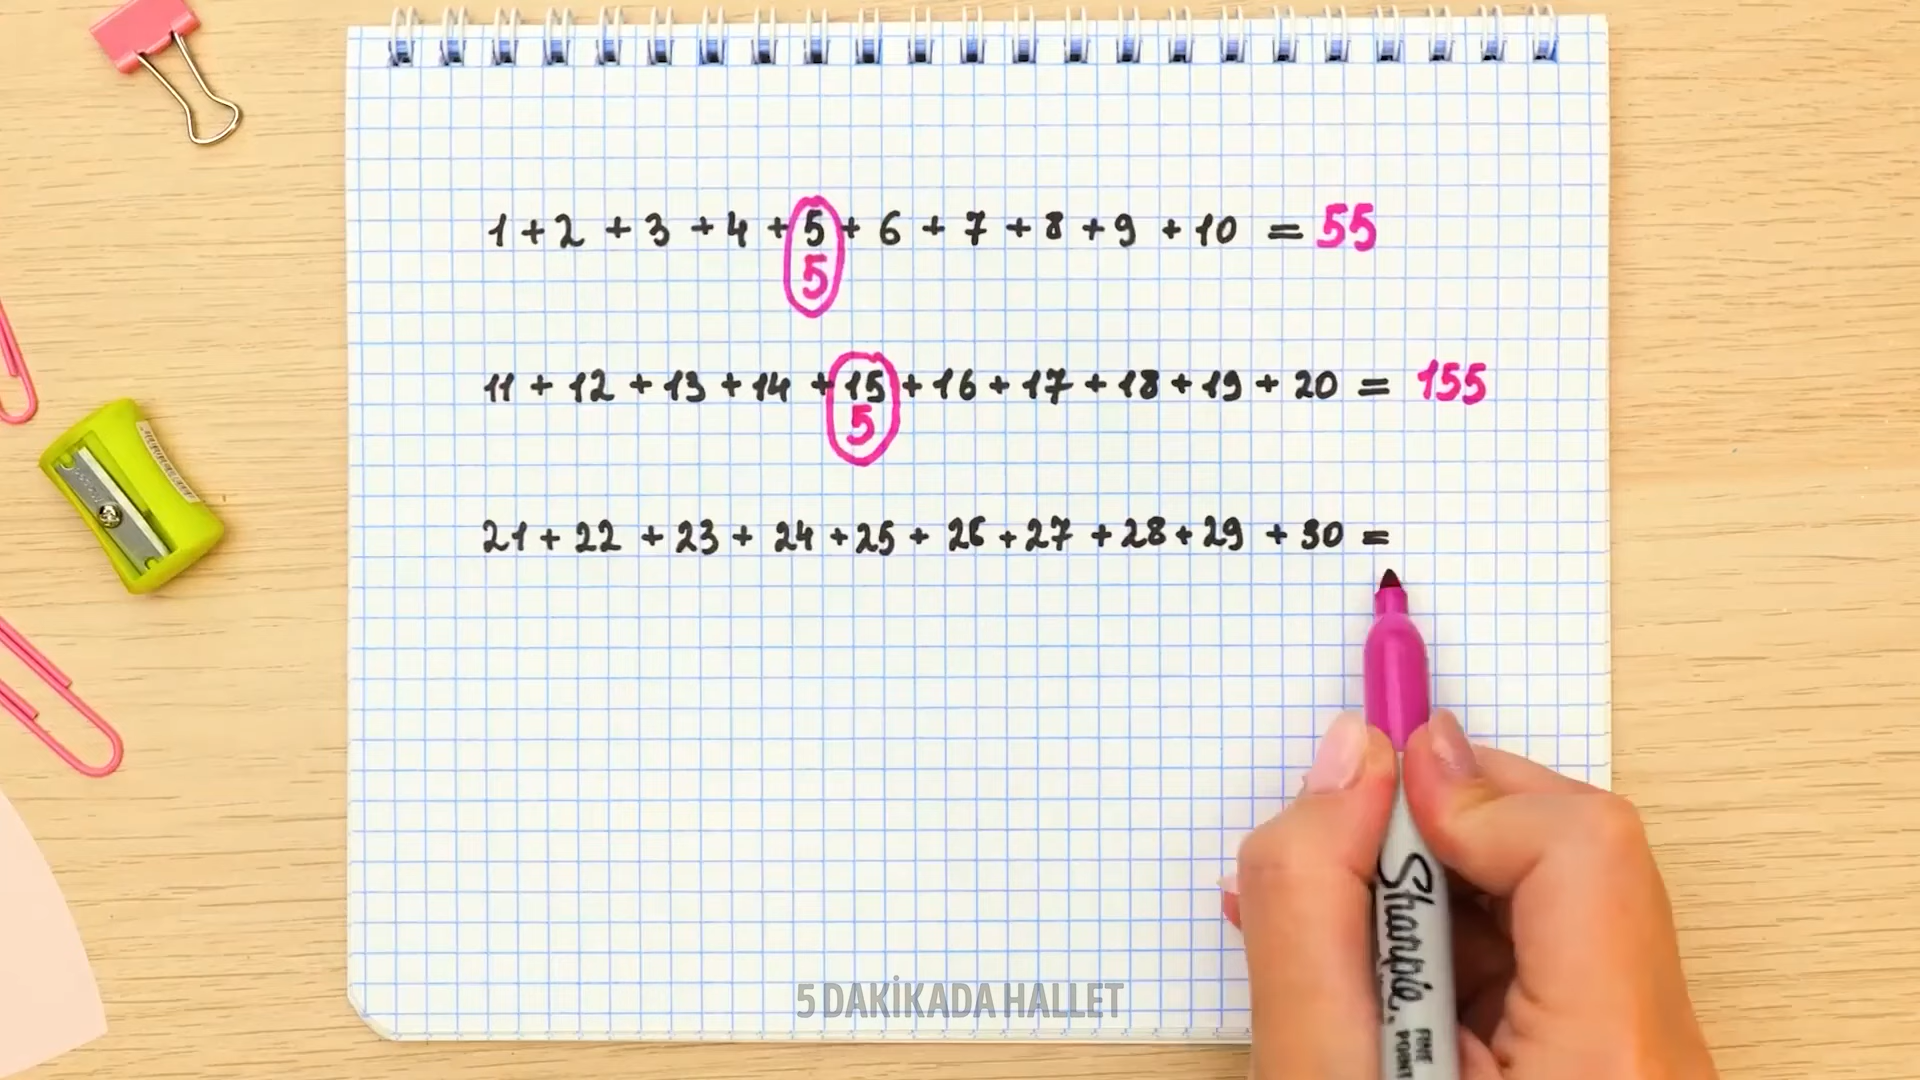 1 + 2 + 3 + 4 + 5 + 6 + 7 + 8 + 9 + 10 = 55
5
11 + 12 + 13 + 14 + 15 + 16 + 17 + 18 + 19 + 20 = 155
5
21 + 22 + 23 + 24 + 25 + 26 + 27 + 28 + 29 + 30 =
Sharpie.
FINE
POINT
5 DAKİKADA HALLET